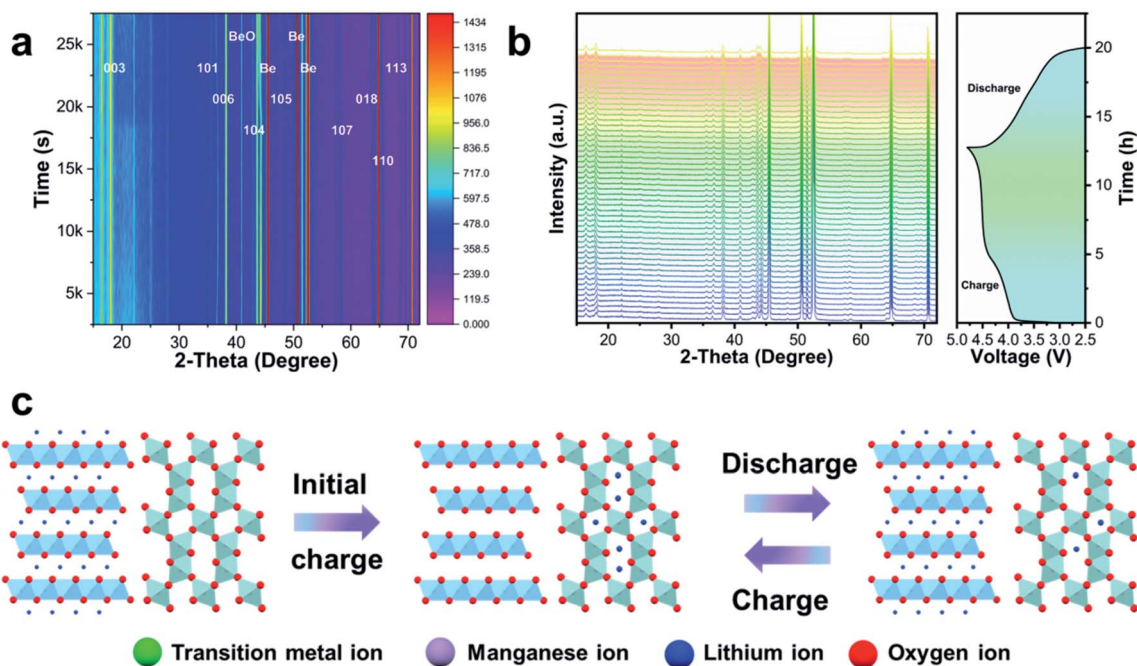 a
Time (s)
25k
20k
15k
10k
5k
BeO
Be
003
101
Be
Be
113
006
105
018
104
107
110
20
30
40
50
60
70
2-Theta (Degree)
1434
1315
1195
1076
956.0
836.5
717.0
597.5
478.0
358.5
239.0
119.5
0.000
b
Intensity (a.u.)
20
30
40
50
60
70
2-Theta (Degree)
Discharge
Charge
5.0 4.5 4.0 3.5 3.0 2.5
Voltage (V)
20
15
10
5
0
Time (h)
c
Initial
charge
Discharge
Charge
Transition metal ion
Manganese ion
Lithium ion
Oxygen ion